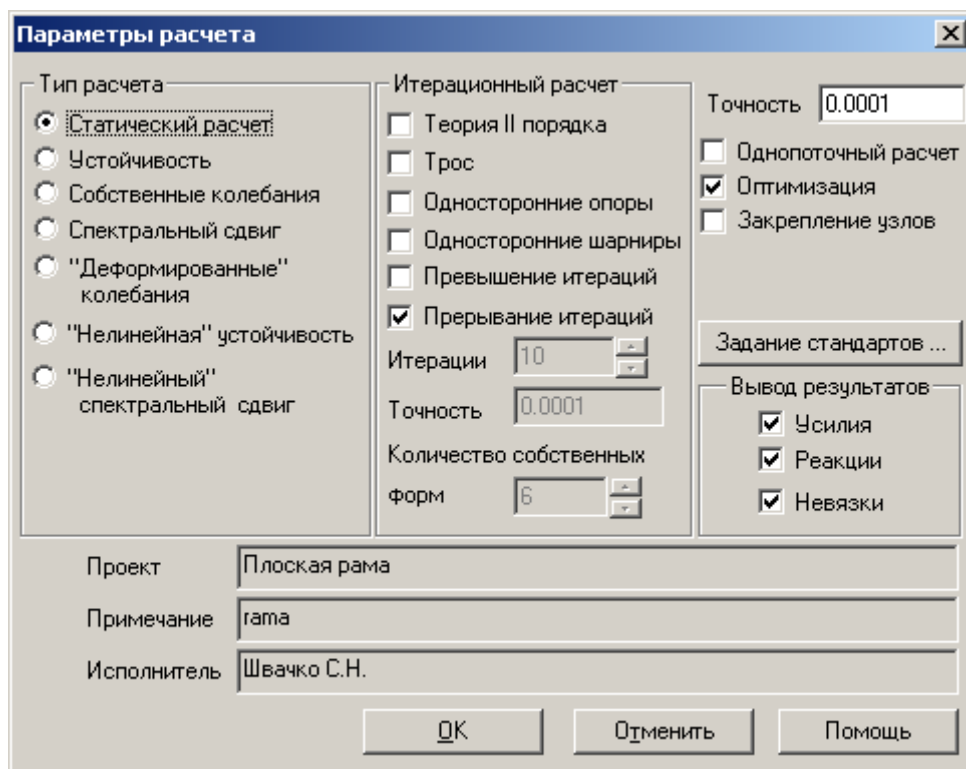 Параметры расчета
Тип расчета
Статический расчет
Устойчивость
Собственные колебания
Спектральный сдвиг
"Деформированные"
колебания
"Нелинейная" устойчивость
"Нелинейный"
спектральный сдвиг
Итерационный расчет
Теория II порядка
Трос
Односторонние опоры
Односторонние шарниры
Превышение итераций
Прерывание итераций
Итерации 10
Точность 0.0001
Количество собственных
форм 6
Точность 0.0001
Однопоточный расчет
Оптимизация
Закрепление узлов
Задание стандартов ...
Вывод результатов
Усилия
Реакции
Невязки
Проект Плоская рама
Примечание rama
Исполнитель Швачко С.Н.
OK Отменить Помощь